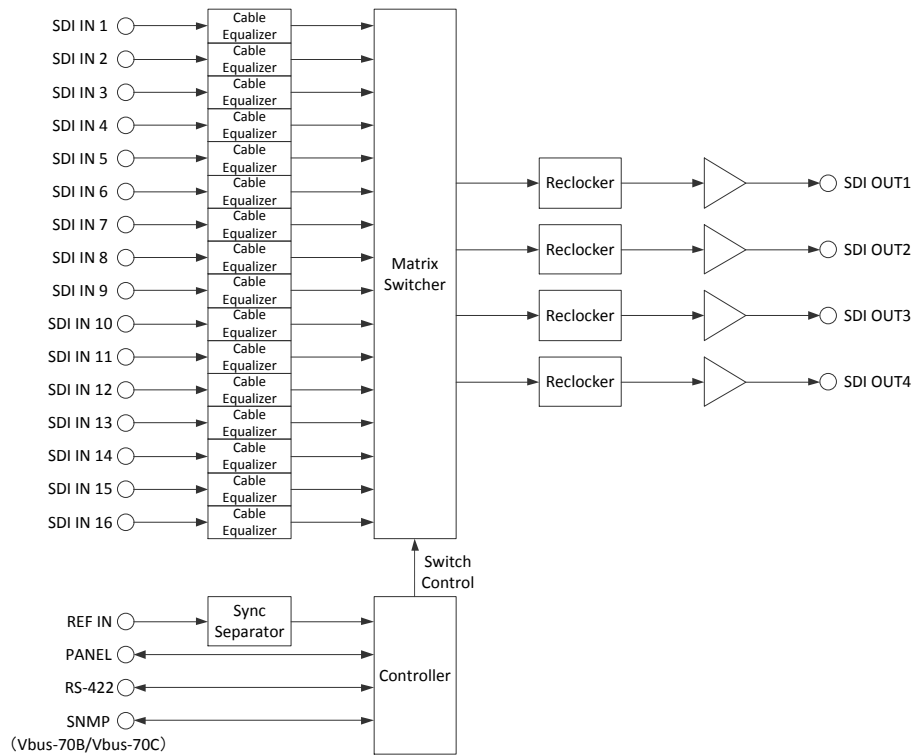 SDI IN 1
Cable
Equalizer
SDI IN 2
Cable
Equalizer
SDI IN 3
Cable
Equalizer
SDI IN 4
Cable
Equalizer
SDI IN 5
Cable
Equalizer
SDI IN 6
Cable
Equalizer
SDI IN 7
Cable
Equalizer
SDI IN 8
Cable
Equalizer
SDI IN 9
Cable
Equalizer
SDI IN 10
Cable
Equalizer
SDI IN 11
Cable
Equalizer
SDI IN 12
Cable
Equalizer
SDI IN 13
Cable
Equalizer
SDI IN 14
Cable
Equalizer
SDI IN 15
Cable
Equalizer
SDI IN 16
Cable
Equalizer
Matrix
Switcher
Reclocker
SDI OUT1
Reclocker
SDI OUT2
Reclocker
SDI OUT3
Reclocker
SDI OUT4
Switch
Control
REF IN
Sync
Separator
PANEL
RS-422
SNMP
（Vbus-70B/Vbus-70C）
Controller